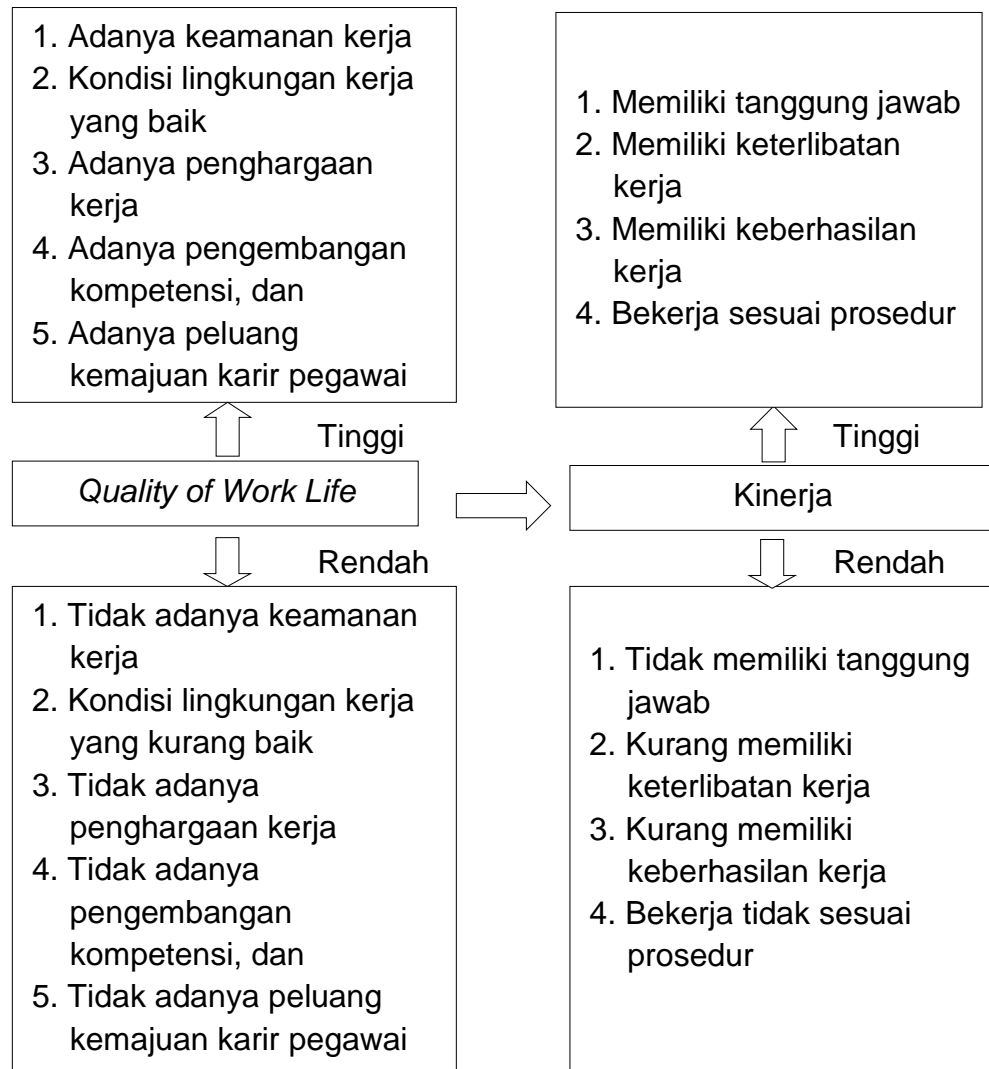 1. Adanya keamanan kerja
2. Kondisi lingkungan kerja
yang baik
3. Adanya penghargaan
kerja
4. Adanya pengembangan
kompetensi, dan
5. Adanya peluang
kemajuan karir pegawai
1. Memiliki tanggung jawab
2. Memiliki keterlibatan
kerja
3. Memiliki keberhasilan
kerja
4. Bekerja sesuai prosedur
Tinggi
Tinggi
Quality of Work Life
Kinerja
Rendah
Rendah
1. Tidak adanya keamanan
kerja
2. Kondisi lingkungan kerja
yang kurang baik
3. Tidak adanya
penghargaan kerja
4. Tidak adanya
pengembangan
kompetensi, dan
5. Tidak adanya peluang
kemajuan karir pegawai
1. Tidak memiliki tanggung
jawab
2. Kurang memiliki
keterlibatan kerja
3. Kurang memiliki
keberhasilan kerja
4. Bekerja tidak sesuai
prosedur